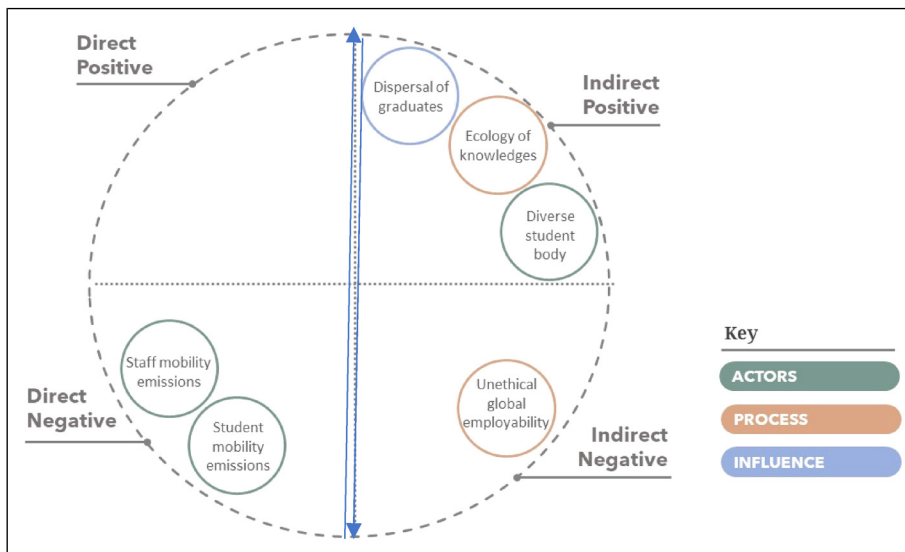 Direct
Positive
Dispersal of
graduates
Indirect
Positive
Ecology of
knowledges
Diverse
student
body
Staff mobility
emissions
Direct
Negative
Student
mobility
emissions
Unethical
global
employability
Indirect
Negative
Key
ACTORS
PROCESS
INFLUENCE